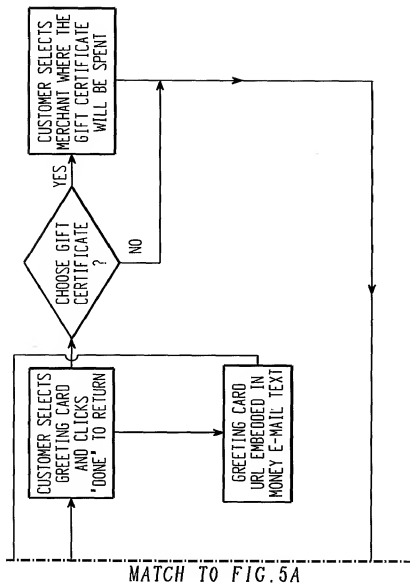 CUSTOMER SELECTS
GREETING CARD
AND CLICKS
"DONE" TO RETURN
GREETING CARD
URL EMBEDDED IN
MONEY E-MAIL TEXT
CHOOSE GIFT
CERTIFICATE
?
YES
NO
CUSTOMER SELECTS
MERCHANT WHERE THE
GIFT CERTIFICATE
WILL BE SPENT
MATCH TO FIG.5A